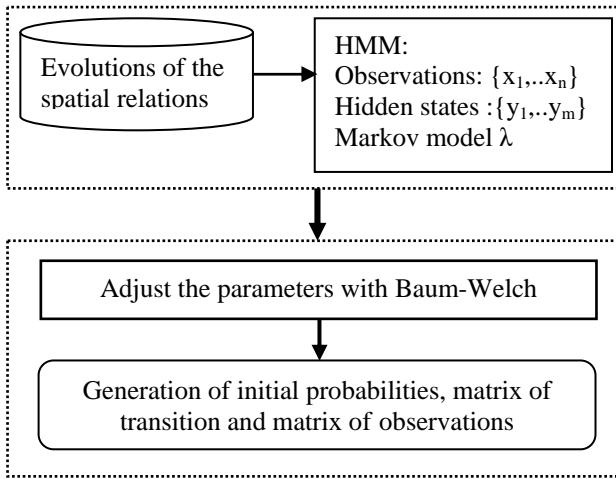 Evolutions of the
spatial relations
HMM:
Observations: {x₁,..xₙ}
Hidden states :{y₁,..yₘ}
Markov model λ
Adjust the parameters with Baum-Welch
Generation of initial probabilities, matrix of
transition and matrix of observations